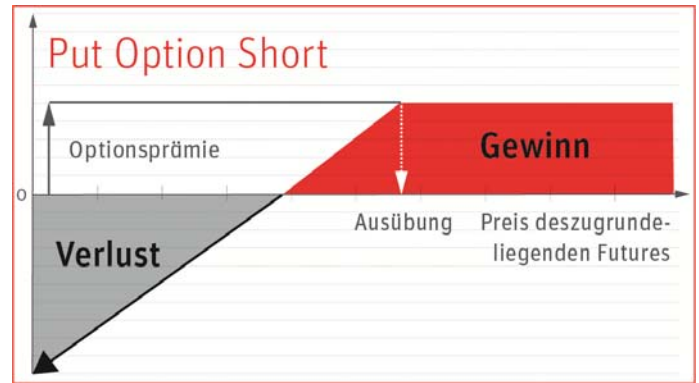 Put Option Short
Optionsprämie
Gewinn
0
Ausübung
Preis deszugrunde-
liegenden Futures
Verlust